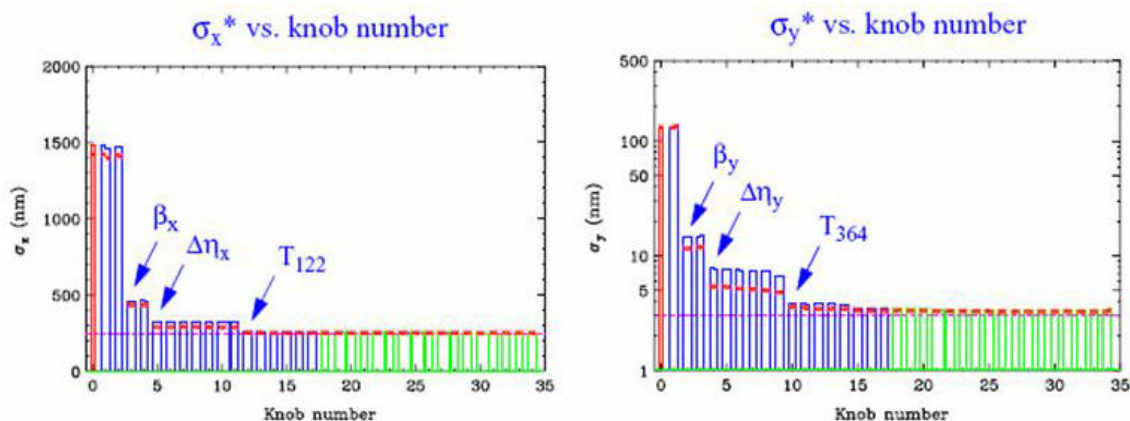 σx* vs. knob number
2000
1500
1000
500
0
σx (nm)
βx
Δηx
T122
0 5 10 15 20 25 30 35
Knob number
σy* vs. knob number
500
100
50
10
5
1
σy (nm)
βy
Δηy
T364
0 5 10 15 20 25 30 35
Knob number